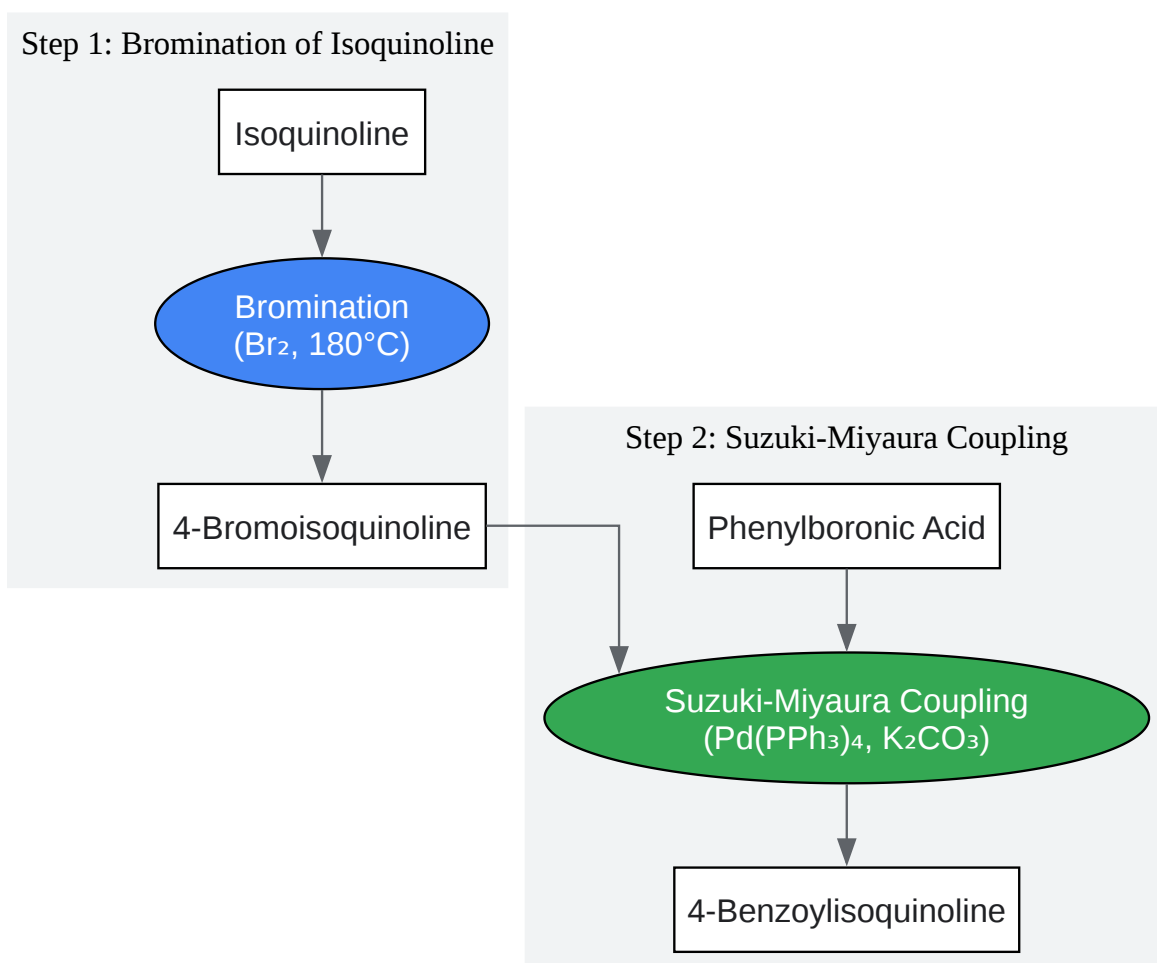 Step 1: Bromination of Isoquinoline
Isoquinoline
Bromination
(Br₂, 180°C)
4-Bromoisoquinoline
Step 2: Suzuki-Miyaura Coupling
Phenylboronic Acid
Suzuki-Miyaura Coupling
(Pd(PPh₃)₄, K₂CO₃)
4-Benzoylisoquinoline